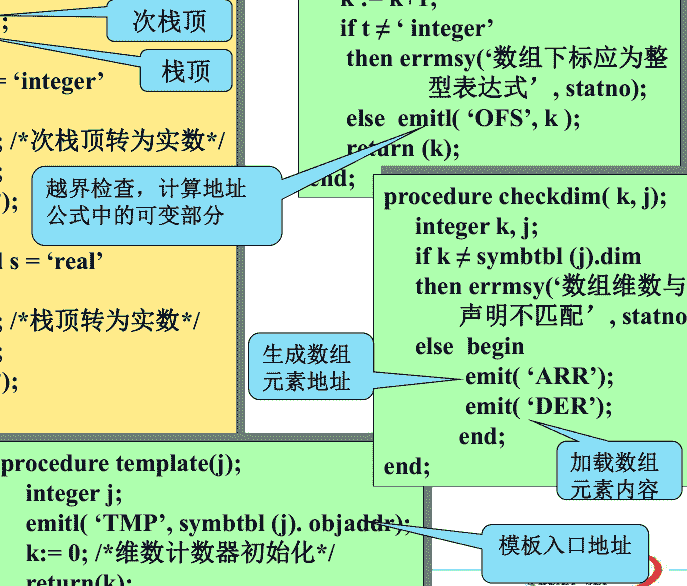 次栈顶
栈顶
= ‘integer’
; /*次栈顶转为实数*/
;
’);
s = ‘real’
; /*栈顶转为实数*/
;
’);
k := k+1;
if t ≠ ‘ integer’
then errmsy(‘数组下标应为整
型表达式’, statno);
else emitl( ‘OFS’, k );
return (k);
end;
越界检查，计算地址
公式中的可变部分
procedure checkdim( k, j);
integer k, j;
if k ≠ symbtbl (j).dim
then errmsy(‘数组维数与
声明不匹配’, statno
else begin
emit( ‘ARR’);
emit( ‘DER’);
end;
end;
生成数组
元素地址
加载数组
元素内容
procedure template(j);
integer j;
emitl( ‘TMP’, symbtbl (j). objaddr);
k:= 0; /*维数计数器初始化*/
return(k);
模板入口地址